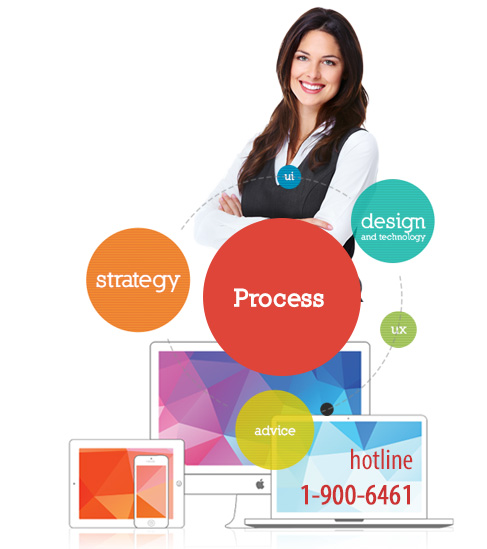 ui
design
and technology
strategy
Process
ux
advice
hotline
1-900-6461